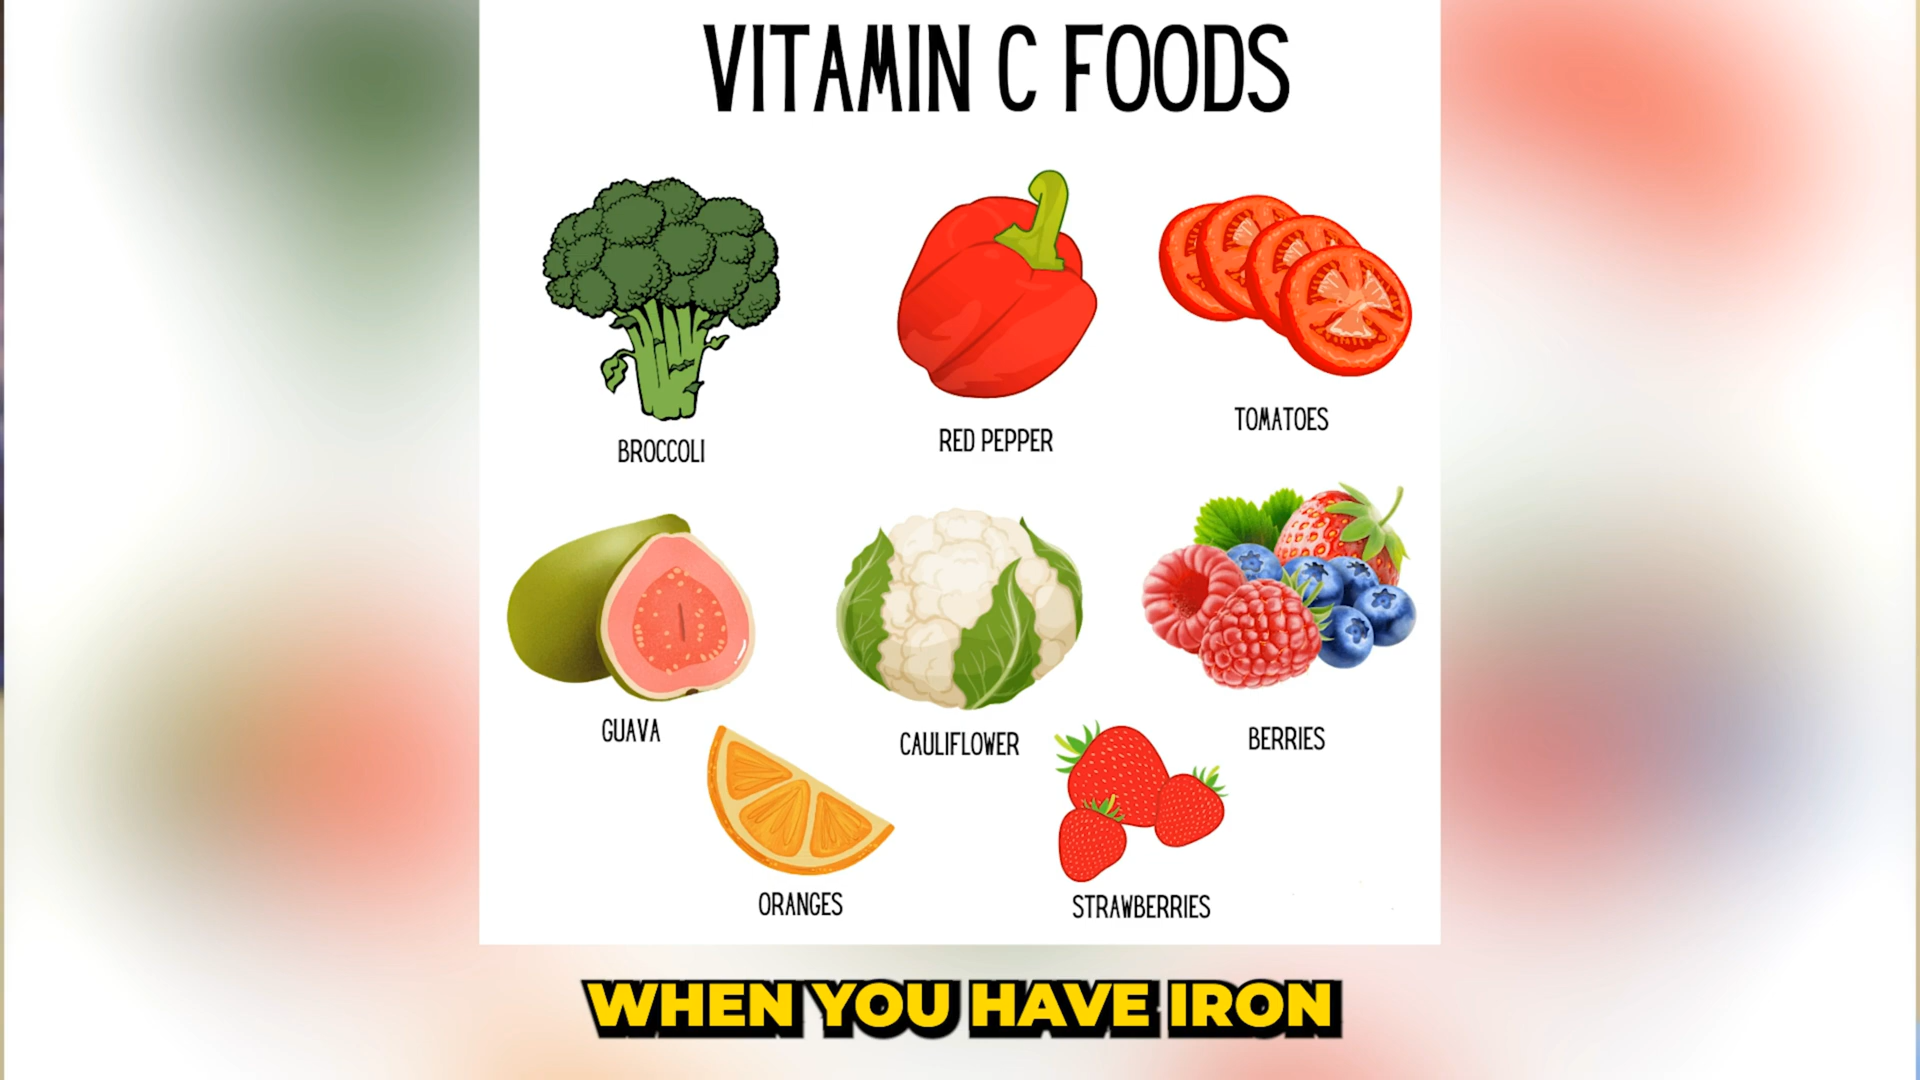 VITAMIN C FOODS
BROCCOLI
RED PEPPER
TOMATOES
GUAVA
CAULIFLOWER
BERRIES
ORANGES
STRAWBERRIES
WHEN YOU HAVE IRON